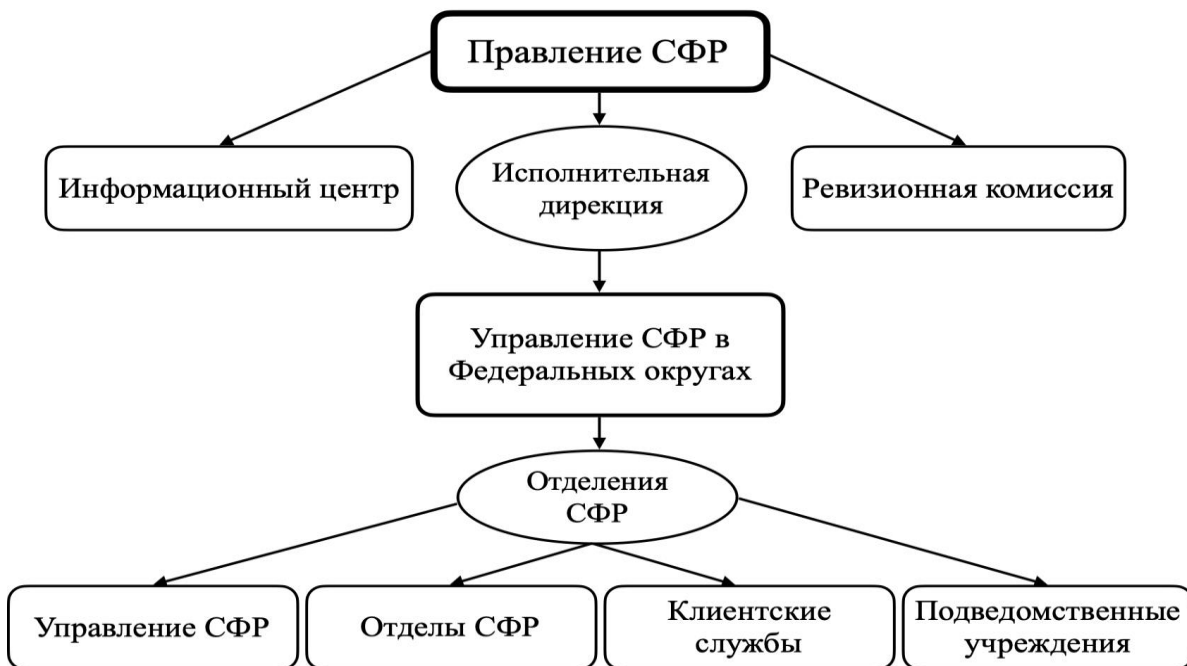 Правление СФР
Информационный центр
Исполнительная
дирекция
Ревизионная комиссия
Управление СФР в
Федеральных округах
Отделения
СФР
Управление СФР
Отделы СФР
Клиентские
службы
Подведомственные
учреждения